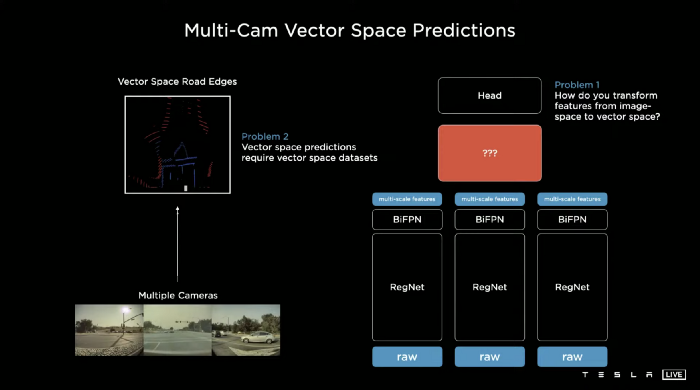 Multi-Cam Vector Space Predictions
Vector Space Road Edges
Problem 2
Vector space predictions
require vector space datasets
Multiple Cameras
Head
Problem 1
How do you transform
features from image-
space to vector space?
???
multi-scale features
multi-scale features
multi-scale features
BiFPN
BiFPN
BiFPN
RegNet
RegNet
RegNet
raw
raw
raw
TESLA LIVE